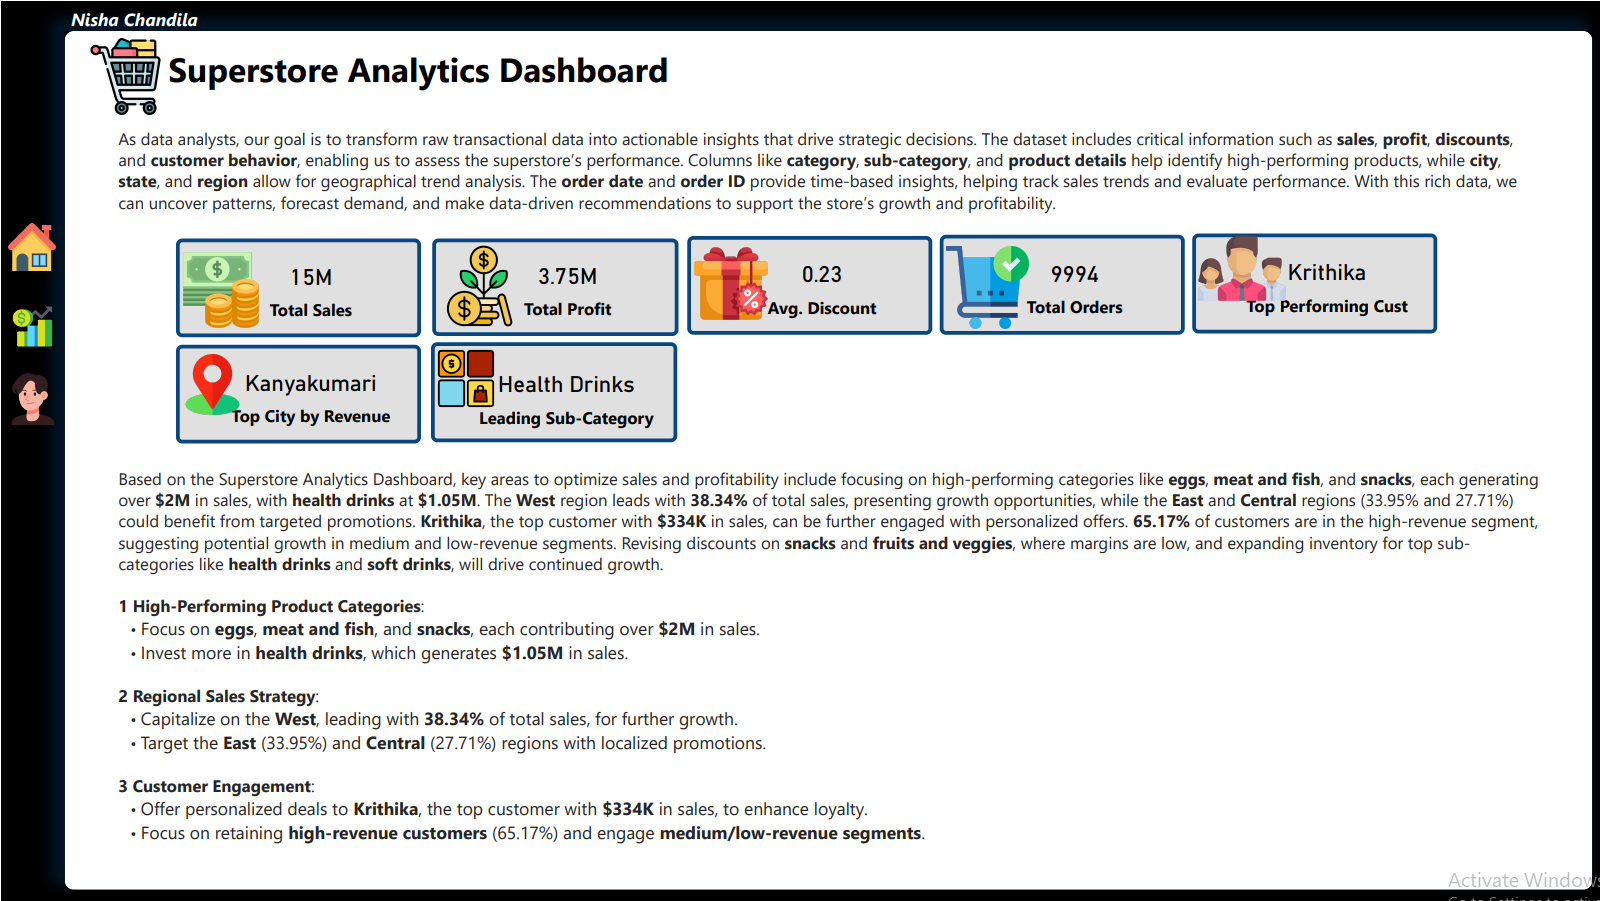 Nisha Chandila
Superstore Analytics Dashboard
As data analysts, our goal is to transform raw transactional data into actionable insights that drive strategic decisions. The dataset includes critical information such as sales, profit, discounts,
and customer behavior, enabling us to assess the superstore's performance. Columns like category, sub-category, and product details help identify high-performing products, while city,
state, and region allow for geographical trend analysis. The order date and order ID provide time-based insights, helping track sales trends and evaluate performance. With this rich data, we
can uncover patterns, forecast demand, and make data-driven recommendations to support the store's growth and profitability.
15M
Total Sales
3.75M
Total Profit
0.23
Avg. Discount
9994
Total Orders
Krithika
Top Performing Cust
Kanyakumari
Top City by Revenue
Health Drinks
Leading Sub-Category
Based on the Superstore Analytics Dashboard, key areas to optimize sales and profitability include focusing on high-performing categories like eggs, meat and fish, and snacks, each generating
over $2M in sales, with health drinks at $1.05M. The West region leads with 38.34% of total sales, presenting growth opportunities, while the East and Central regions (33.95% and 27.71%)
could benefit from targeted promotions. Krithika, the top customer with $334K in sales, can be further engaged with personalized offers. 65.17% of customers are in the high-revenue segment,
suggesting potential growth in medium and low-revenue segments. Revising discounts on snacks and fruits and veggies, where margins are low, and expanding inventory for top sub-
categories like health drinks and soft drinks, will drive continued growth.
1 High-Performing Product Categories:
• Focus on eggs, meat and fish, and snacks, each contributing over $2M in sales.
• Invest more in health drinks, which generates $1.05M in sales.
2 Regional Sales Strategy:
• Capitalize on the West, leading with 38.34% of total sales, for further growth.
• Target the East (33.95%) and Central (27.71%) regions with localized promotions.
3 Customer Engagement:
• Offer personalized deals to Krithika, the top customer with $334K in sales, to enhance loyalty.
• Focus on retaining high-revenue customers (65.17%) and engage medium/low-revenue segments.
Activate Windows